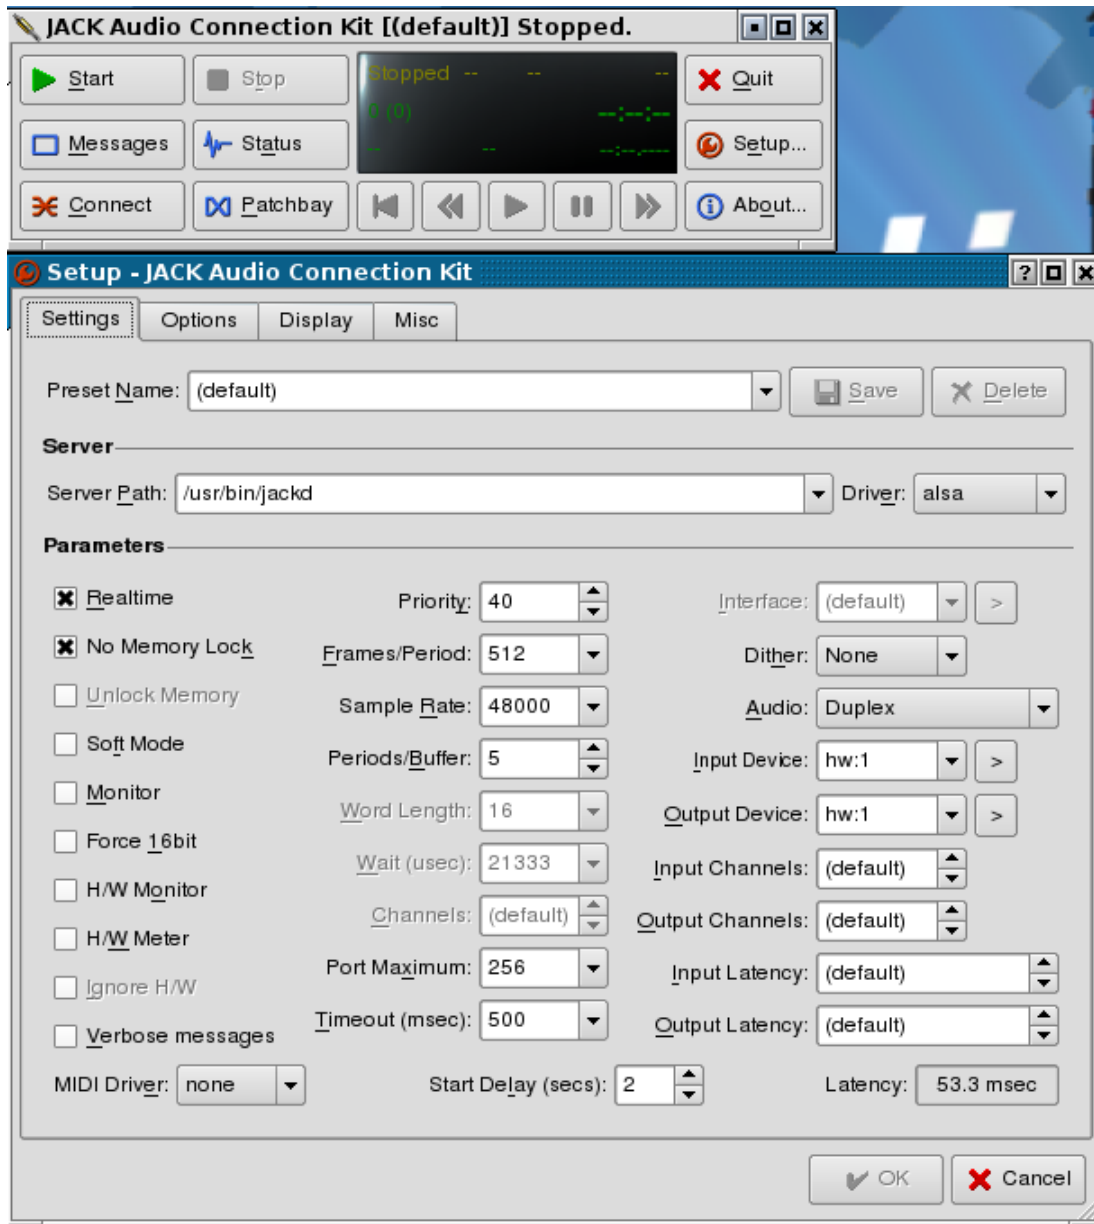 JACK Audio Connection Kit [(default)] Stopped.
Start Stop Stopped -- -- -- Quit
0 (0) --:--:--
Messages Status -- -- --:--.---- Setup...
Connect Patchbay About...
Setup - JACK Audio Connection Kit
Settings Options Display Misc
Preset Name: (default) Save Delete
Server
Server Path: /usr/bin/jackd Driver: alsa
Parameters
Realtime Priority: 40 Interface: (default) >
No Memory Lock Frames/Period: 512 Dither: None
Unlock Memory Sample Rate: 48000 Audio: Duplex
Soft Mode Periods/Buffer: 5 Input Device: hw:1 >
Monitor Word Length: 16 Output Device: hw:1 >
Force 16bit Wait (usec): 21333 Input Channels: (default)
H/W Monitor Channels: (default) Output Channels: (default)
H/W Meter Port Maximum: 256 Input Latency: (default)
Ignore H/W Timeout (msec): 500 Output Latency: (default)
Verbose messages
MIDI Driver: none Start Delay (secs): 2 Latency: 53.3 msec
OK Cancel